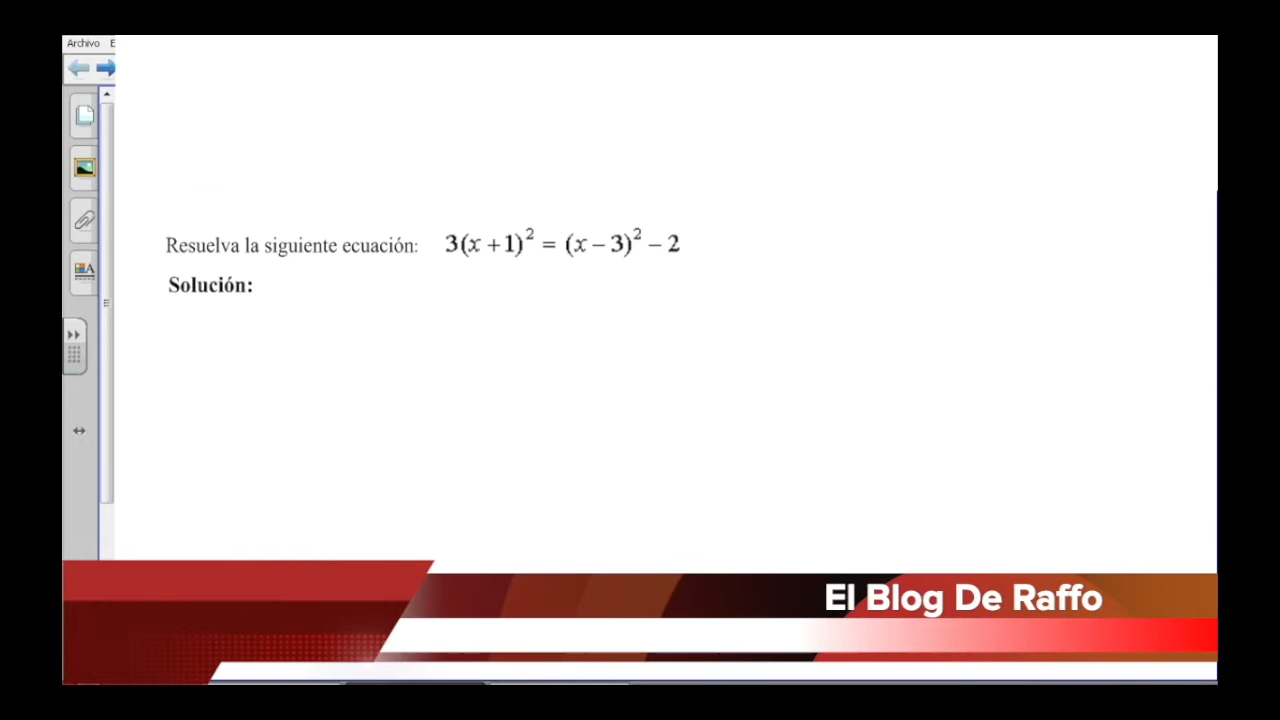 Archivo E
Resuelva la siguiente ecuación: 3(x+1)² = (x−3)² − 2
Solución:
El Blog De Raffo